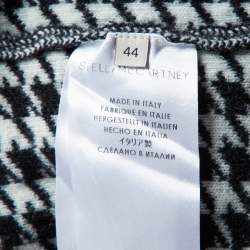 44
STELLA McCARTNEY
MADE IN ITALY
FABRIQUÉ EN ITALIE
HERGESTELLT IN ITALIEN
HECHO EN ITALIA
イタリア製
СДЕЛАНО В ИТАЛИИ